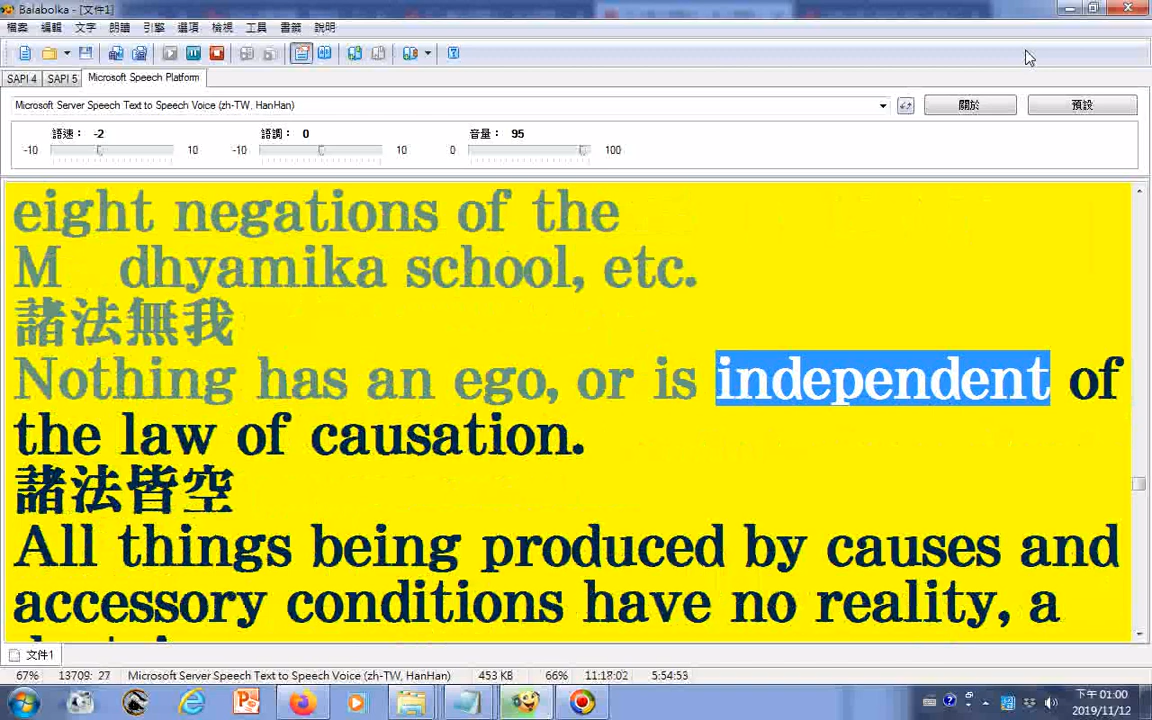 Balabolka - [文件1]
檔案 編輯 文字 朗讀 引擎 選項 檢視 工具 書籤 說明
SAPI 4 SAPI 5 Microsoft Speech Platform
Microsoft Server Speech Text to Speech Voice (zh-TW, HanHan) 關於 預設
語速： -2 語調： 0 音量： 95
-10 10 -10 10 0 100
eight negations of the
M dhyamika school, etc.
諸法無我
Nothing has an ego, or is independent of
the law of causation.
諸法皆空
All things being produced by causes and
accessory conditions have no reality, a
文件1
67% 13709: 27 Microsoft Server Speech Text to Speech Voice (zh-TW, HanHan) 453 KB 66% 11:18:02 5:54:53
下午 01:00
2019/11/12